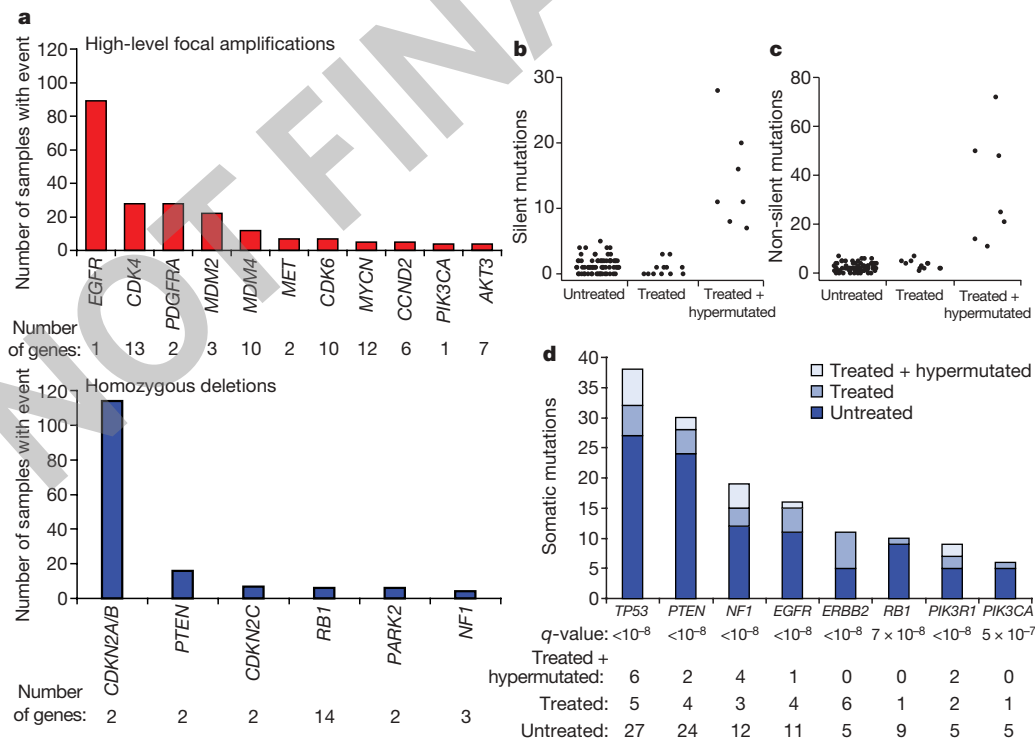 NOT FINA
a
High-level focal amplifications
Number of samples with event
120
100
80
60
40
20
0
EGFR
CDK4
PDGFRA
MDM2
MDM4
MET
CDK6
MYCN
CCND2
PIK3CA
AKT3
Number
of genes: 1 13 2 3 10 2 10 12 6 1 7
Homozygous deletions
Number of samples with event
120
100
80
60
40
20
0
CDKN2A/B
PTEN
CDKN2C
RB1
PARK2
NF1
Number
of genes: 2 2 2 14 2 3
b
Silent mutations
30
20
10
0
Untreated Treated Treated +
hypermutated
c
Non-silent mutations
80
60
40
20
0
Untreated Treated Treated +
hypermutated
d
Somatic mutations
40
35
30
25
20
15
10
5
0
Treated + hypermutated
Treated
Untreated
TP53 PTEN NF1 EGFR ERBB2 RB1 PIK3R1 PIK3CA
q-value: <10⁻⁸ <10⁻⁸ <10⁻⁸ <10⁻⁸ <10⁻⁸ 7 × 10⁻⁸ <10⁻⁸ 5 × 10⁻⁷
Treated +
hypermutated: 6 2 4 1 0 0 2 0
Treated: 5 4 3 4 6 1 2 1
Untreated: 27 24 12 11 5 9 5 5